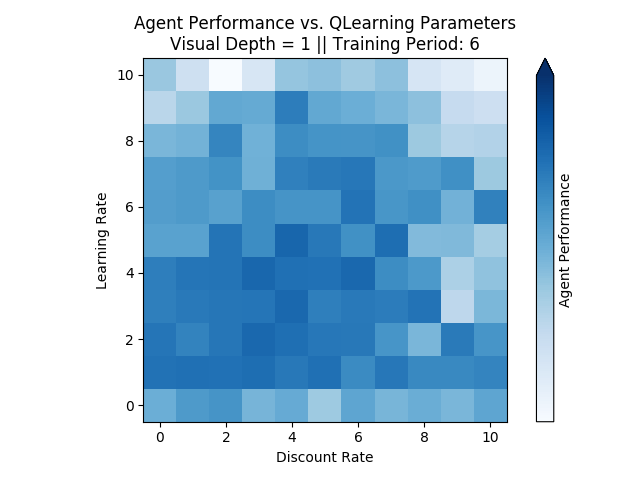 Agent Performance vs. QLearning Parameters
Visual Depth = 1 || Training Period: 6
10
8
6
4
2
0
Learning Rate
0 2 4 6 8 10
Discount Rate
Agent Performance